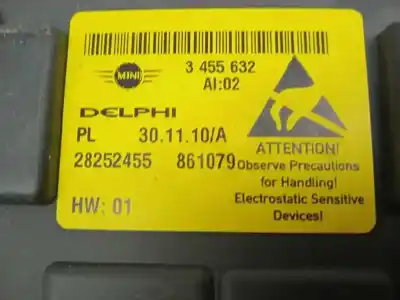 MINI
3 455 632
AI:02
DELPHI
PL 30.11.10/A
28252455 861079
HW: 01
ATTENTION!
Observe Precautions
for Handling!
Electrostatic Sensitive
Devices!